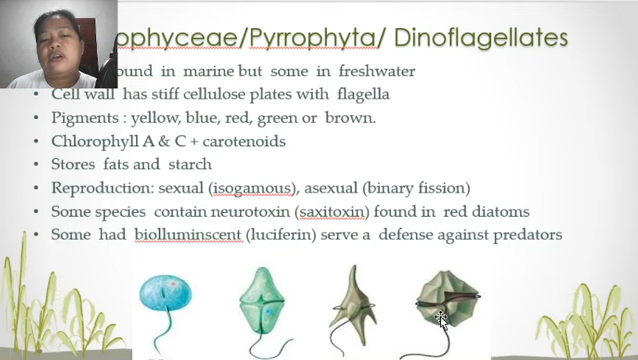 ophyceae/Pyrrophyta/ Dinoflagellates
ound in marine but some in freshwater
• Cell wall has stiff cellulose plates with flagella
• Pigments : yellow, blue, red, green or brown.
• Chlorophyll A & C + carotenoids
• Stores fats and starch
• Reproduction: sexual (isogamous), asexual (binary fission)
• Some species contain neurotoxin (saxitoxin) found in red diatoms
• Some had biolluminscent (luciferin) serve a defense against predators